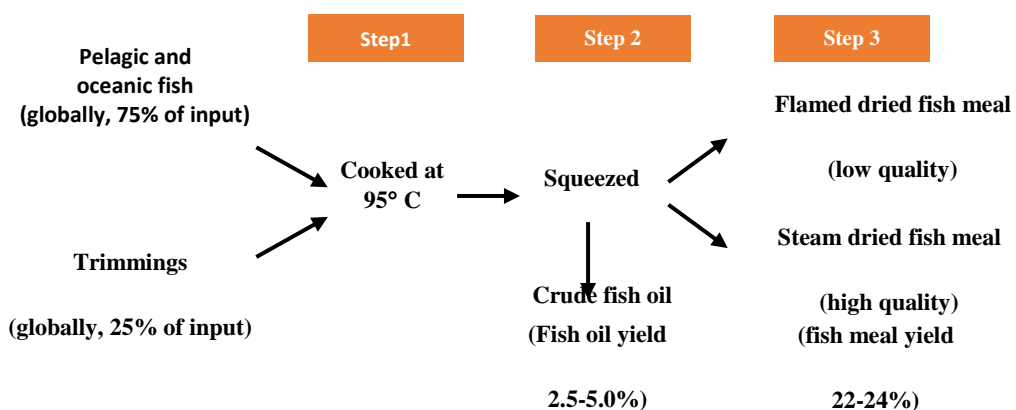 Step1
Step 2
Step 3
Pelagic and
oceanic fish
(globally, 75% of input)
Trimmings
(globally, 25% of input)
Cooked at
95° C
Squeezed
Crude fish oil
(Fish oil yield
2.5-5.0%)
Flamed dried fish meal
(low quality)
Steam dried fish meal
(high quality)
(fish meal yield
22-24%)